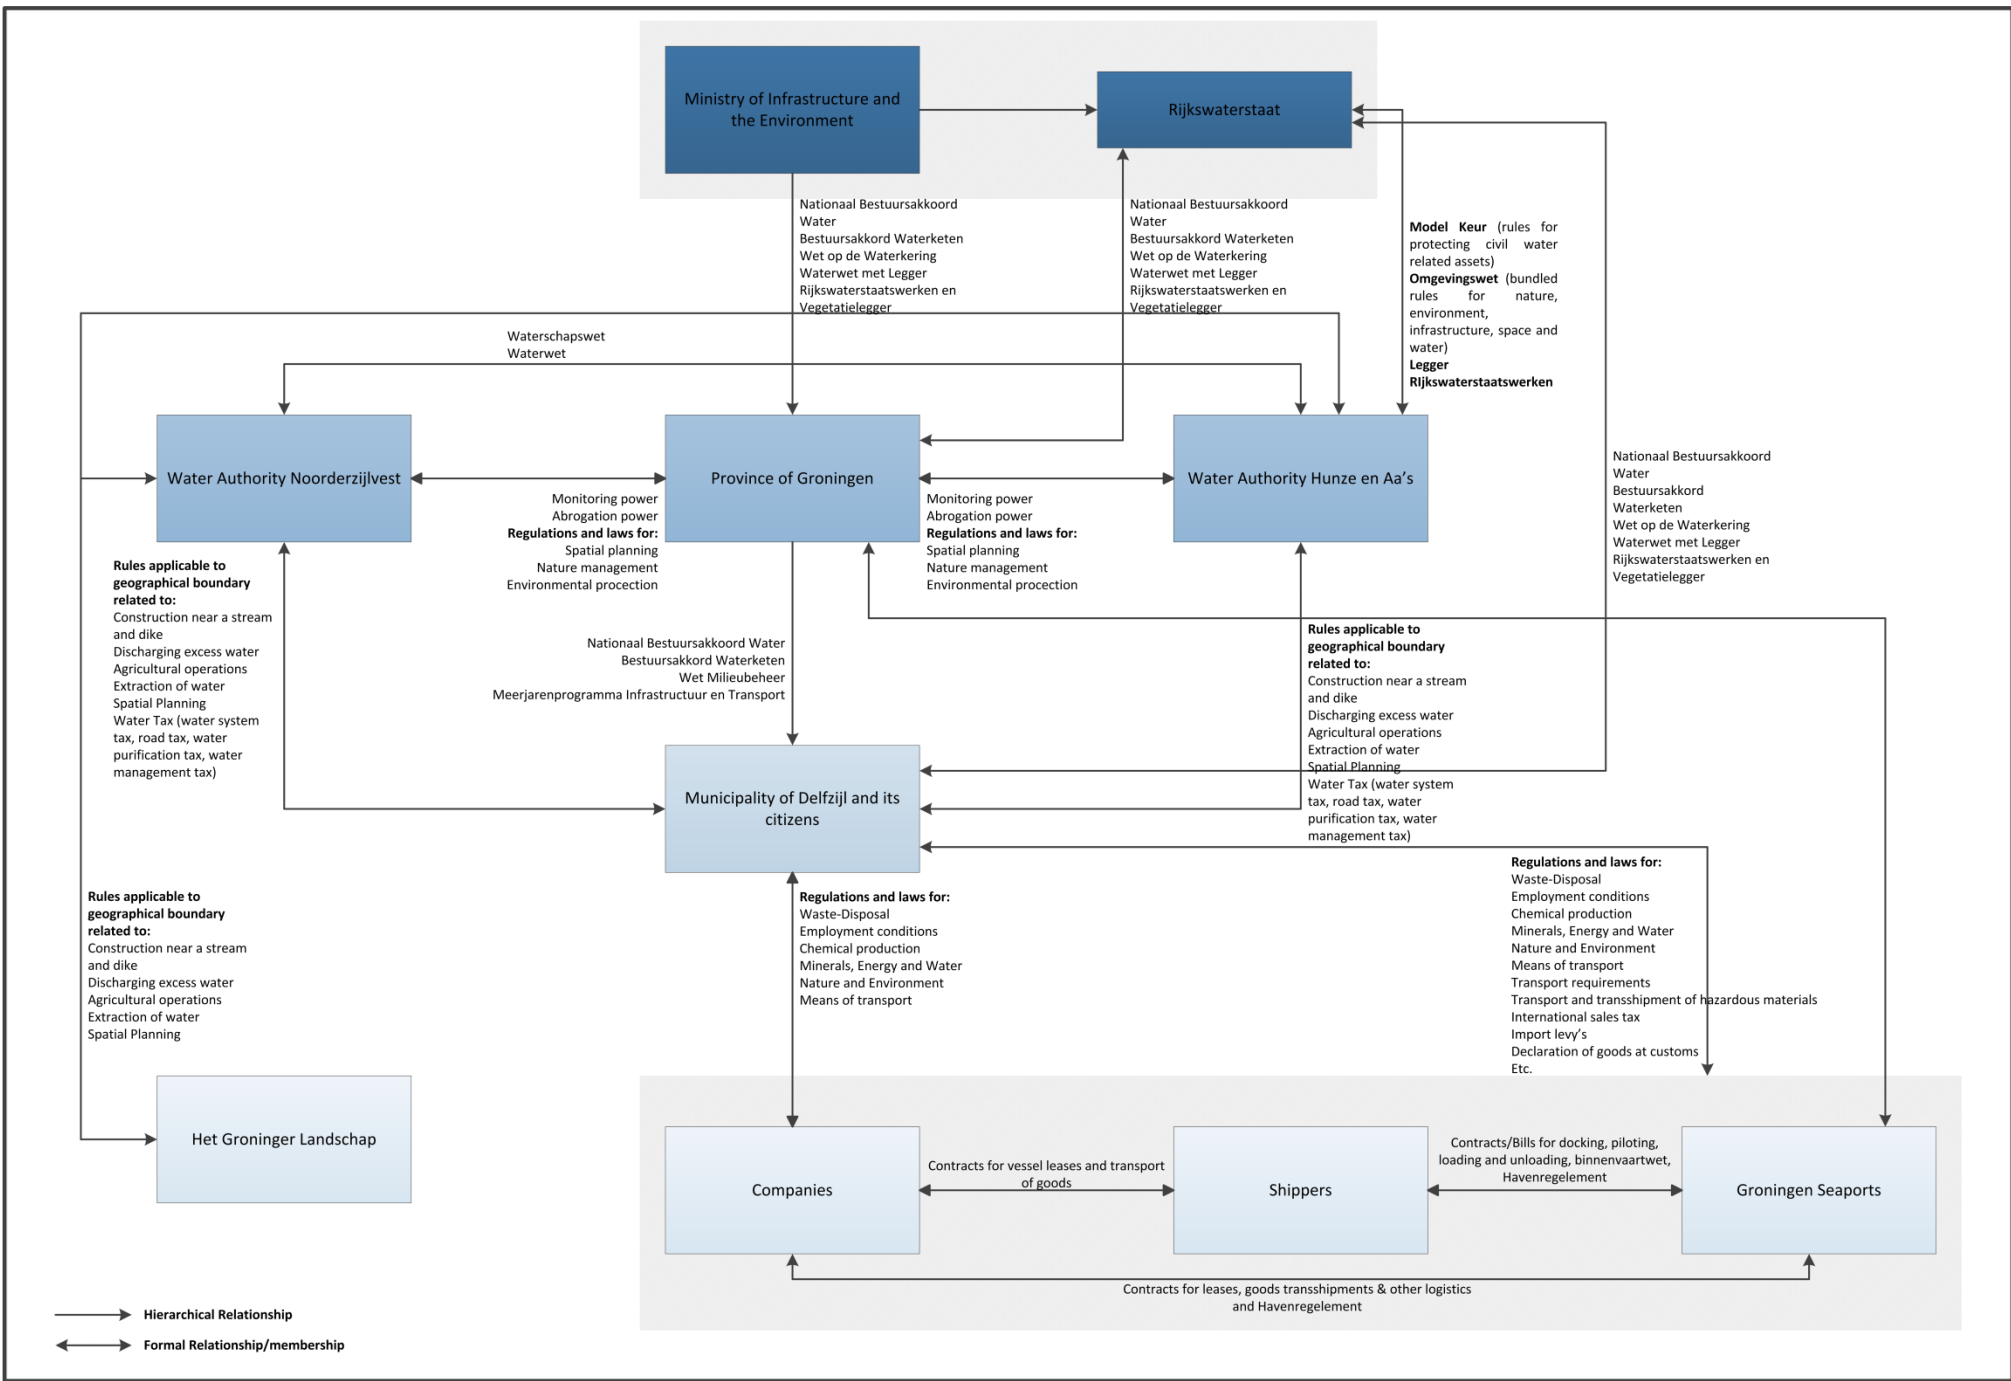 Ministry of Infrastructure and
the Environment
Rijkswaterstaat
Nationaal Bestuursakkoord
Water
Bestuursakkord Waterketen
Wet op de Waterkering
Waterwet met Legger
Rijkswaterstaatswerken en
Vegetatielegger
Nationaal Bestuursakkoord
Water
Bestuursakkord Waterketen
Wet op de Waterkering
Waterwet met Legger
Rijkswaterstaatswerken en
Vegetatielegger
Model Keur (rules for
protecting civil water
related assets)
Omgevingswet (bundled
rules for nature,
environment,
infrastructure, space and
water)
Legger
RIjkswaterstaatswerken
Waterschapswet
Waterwet
Water Authority Noorderzijlvest
Province of Groningen
Water Authority Hunze en Aa's
Monitoring power
Abrogation power
Regulations and laws for:
Spatial planning
Nature management
Environmental procection
Monitoring power
Abrogation power
Regulations and laws for:
Spatial planning
Nature management
Environmental procection
Nationaal Bestuursakkoord
Water
Bestuursakkord
Waterketen
Wet op de Waterkering
Waterwet met Legger
Rijkswaterstaatswerken en
Vegetatielegger
Rules applicable to
geographical boundary
related to:
Construction near a stream
and dike
Discharging excess water
Agricultural operations
Extraction of water
Spatial Planning
Water Tax (water system
tax, road tax, water
purification tax, water
management tax)
Nationaal Bestuursakkoord Water
Bestuursakkord Waterketen
Wet Milieubeheer
Meerjarenprogramma Infrastructuur en Transport
Rules applicable to
geographical boundary
related to:
Construction near a stream
and dike
Discharging excess water
Agricultural operations
Extraction of water
Spatial Planning
Water Tax (water system
tax, road tax, water
purification tax, water
management tax)
Municipality of Delfzijl and its
citizens
Rules applicable to
geographical boundary
related to:
Construction near a stream
and dike
Discharging excess water
Agricultural operations
Extraction of water
Spatial Planning
Regulations and laws for:
Waste-Disposal
Employment conditions
Chemical production
Minerals, Energy and Water
Nature and Environment
Means of transport
Regulations and laws for:
Waste-Disposal
Employment conditions
Chemical production
Minerals, Energy and Water
Nature and Environment
Means of transport
Transport requirements
Transport and transshipment of hazardous materials
International sales tax
Import levy's
Declaration of goods at customs
Etc.
Het Groninger Landschap
Companies
Contracts for vessel leases and transport
of goods
Shippers
Contracts/Bills for docking, piloting,
loading and unloading, binnenvaartwet,
Havenregelement
Groningen Seaports
Contracts for leases, goods transshipments & other logistics
and Havenregelement
Hierarchical Relationship
Formal Relationship/membership